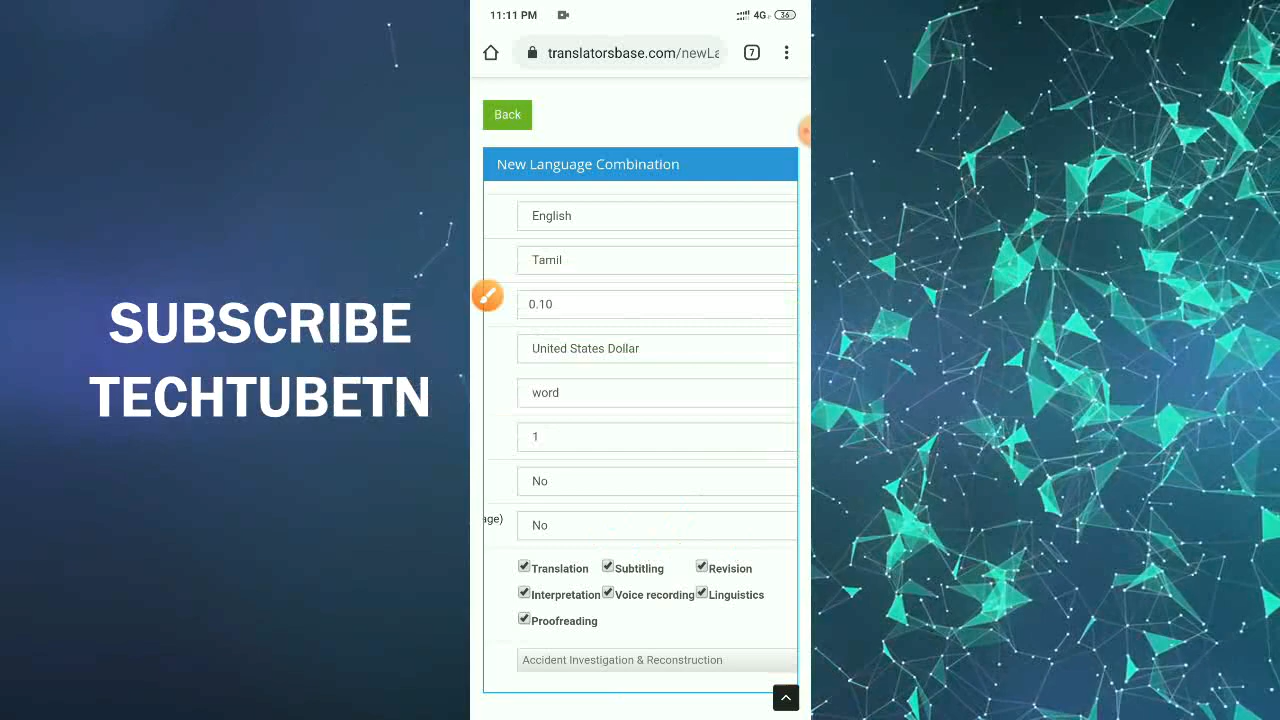 SUBSCRIBE
TECHTUBETN
11:11 PM
4G
36
translatorsbase.com/newLa
7
Back
New Language Combination
English
Tamil
0.10
United States Dollar
word
1
No
age)
No
Translation Subtitling Revision
Interpretation Voice recording Linguistics
Proofreading
Accident Investigation & Reconstruction